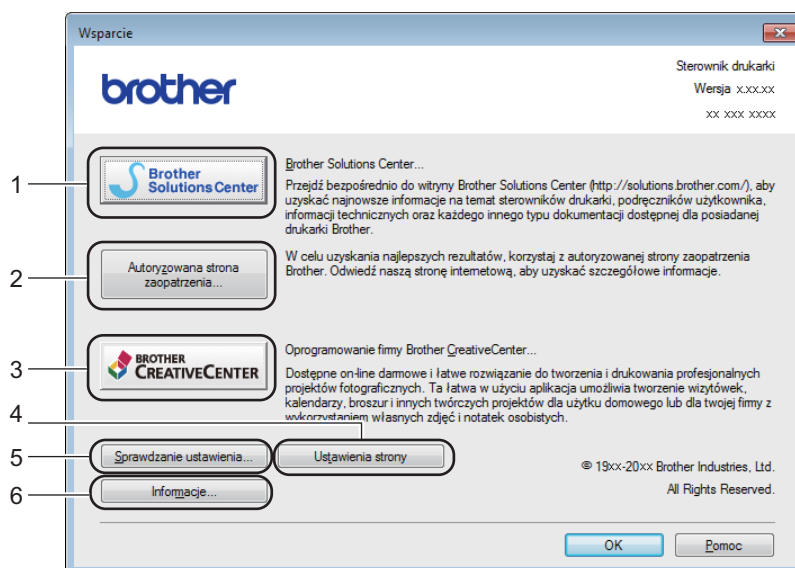 Wsparcie
brother
Sterownik drukarki
Wersja x.xx.xx
xx xxx xxxx
1
Brother
Solutions Center
Brother Solutions Center...
Przejdź bezpośrednio do witryny Brother Solutions Center (http://solutions.brother.com/), aby
uzyskać najnowsze informacje na temat sterowników drukarki, podręczników użytkownika,
informacji technicznych oraz każdego innego typu dokumentacji dostępnej dla posiadanej
drukarki Brother.
2
Autoryzowana strona
zaopatrzenia...
W celu uzyskania najlepszych rezultatów, korzystaj z autoryzowanej strony zaopatrzenia
Brother. Odwiedź naszą stronę internetową, aby uzyskać szczegółowe informacje.
3
BROTHER
CREATIVECENTER
Oprogramowanie firmy Brother CreativeCenter...
Dostępne on-line darmowe i łatwe rozwiązanie do tworzenia i drukowania profesjonalnych
projektów fotograficznych. Ta łatwa w użyciu aplikacja umożliwia tworzenie wizytówek,
kalendarzy, broszur i innych twórczych projektów dla użytku domowego lub dla twojej firmy z
wykorzystaniem własnych zdjęć i notatek osobistych.
4
5
Sprawdzanie ustawienia...
Ustawienia strony
© 19xx-20xx Brother Industries, Ltd.
6
Informacje...
All Rights Reserved.
OK
Pomoc